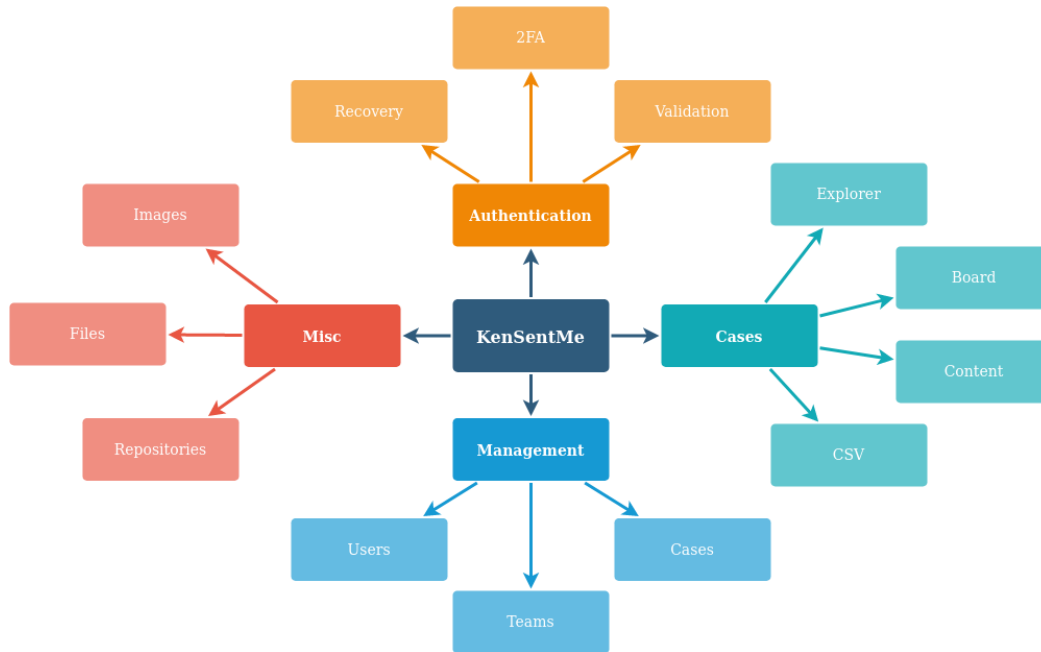 2FA
Recovery
Validation
Authentication
Explorer
Images
Board
Files
Misc
KenSentMe
Cases
Content
Repositories
Management
CSV
Users
Cases
Teams